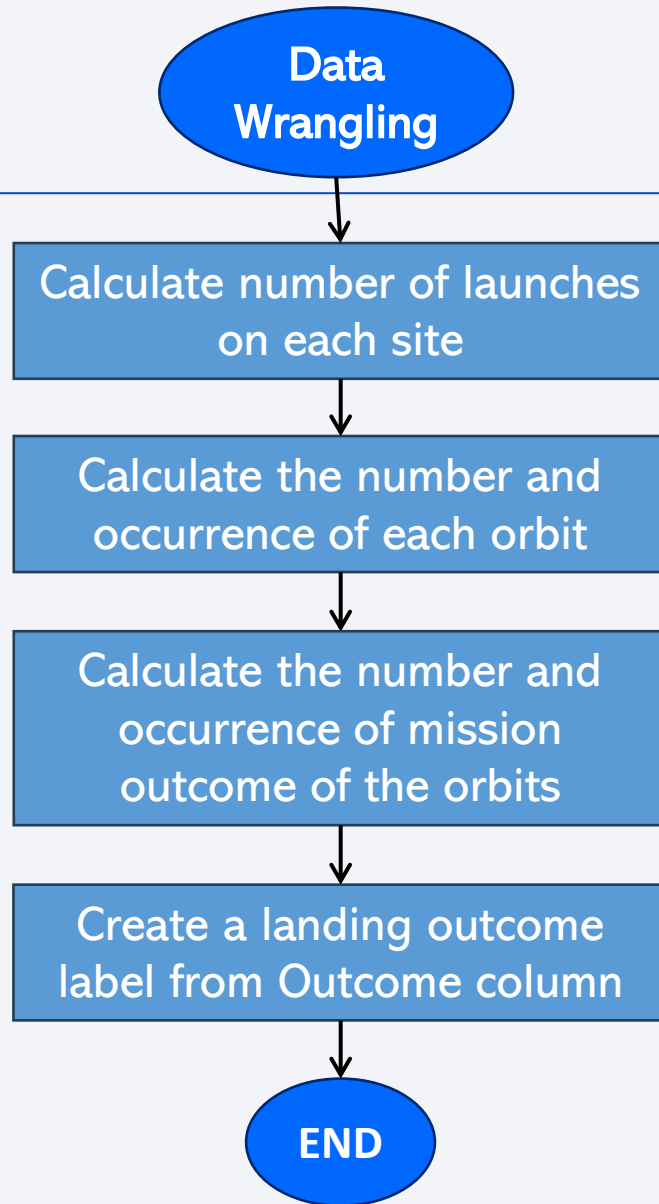 Data
Wrangling
Calculate number of launches
on each site
Calculate the number and
occurrence of each orbit
Calculate the number and
occurrence of mission
outcome of the orbits
Create a landing outcome
label from Outcome column
END